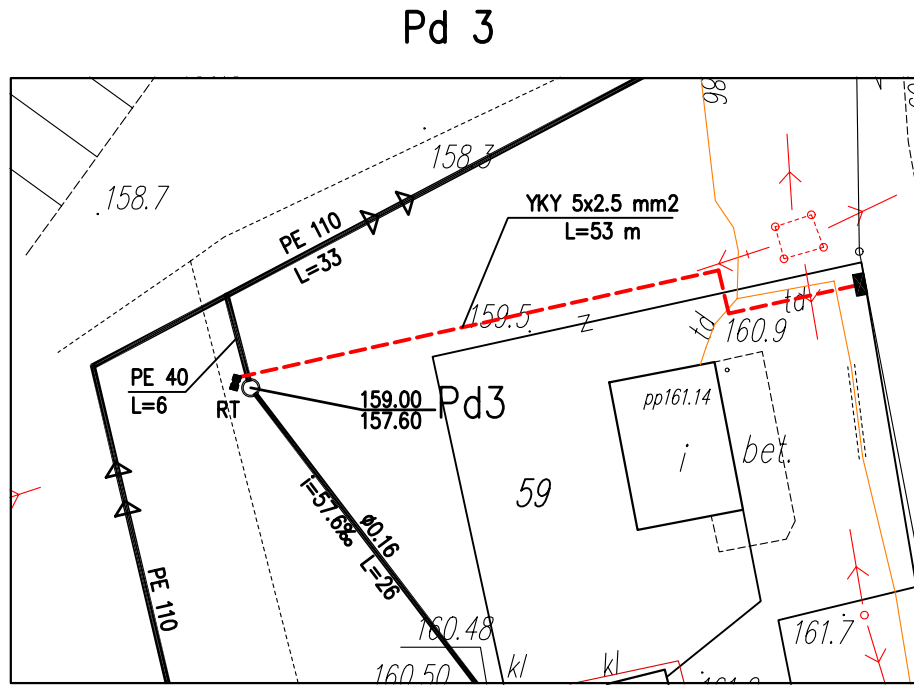 Pd 3
98
158.3
.158.7
YKY 5x2.5 mm2
L=53 m
PE 110
L=33
159.5
z
td
td
160.9
PE 40
L=6
RT
159.00
157.60
Pd3
pp161.14
i
bet.
59
i=57.6‰
ø0.16
L=26
PE 110
160.48
160.50
kl
kl
161.7